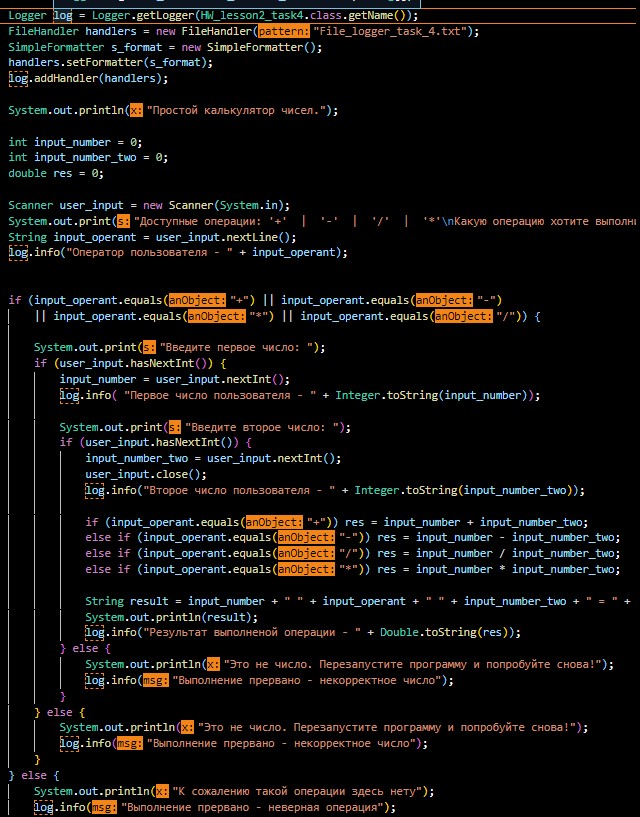 Logger log = Logger.getLogger(HW_lesson2_task4.class.getName());
FileHandler handlers = new FileHandler(pattern: "File_logger_task_4.txt");
SimpleFormatter s_format = new SimpleFormatter();
handlers.setFormatter(s_format);
log.addHandler(handlers);
System.out.println(x: "Простой калькулятор чисел.");
int input_number = 0;
int input_number_two = 0;
double res = 0;
Scanner user_input = new Scanner(System.in);
System.out.print(s: "Доступные операции: '+'  |  '-'  |  '/'  |  '*'\nКакую операцию хотите выполни
String input_operant = user_input.nextLine();
log.info("Оператор пользователя - " + input_operant);
if (input_operant.equals(anObject: "+") || input_operant.equals(anObject: "-")
|| input_operant.equals(anObject: "*") || input_operant.equals(anObject: "/")) {
System.out.print(s: "Введите первое число: ");
if (user_input.hasNextInt()) {
input_number = user_input.nextInt();
log.info( "Первое число пользователя - " + Integer.toString(input_number));
System.out.print(s: "Введите второе число: ");
if (user_input.hasNextInt()) {
input_number_two = user_input.nextInt();
user_input.close();
log.info("Второе число пользователя - " + Integer.toString(input_number_two));
if (input_operant.equals(anObject: "+")) res = input_number + input_number_two;
else if (input_operant.equals(anObject: "-")) res = input_number - input_number_two;
else if (input_operant.equals(anObject: "/")) res = input_number / input_number_two;
else if (input_operant.equals(anObject: "*")) res = input_number * input_number_two;
String result = input_number + " " + input_operant + " " + input_number_two + " = " +
System.out.println(result);
log.info("Результат выполненой операции - " + Double.toString(res));
} else {
System.out.println(x: "Это не число. Перезапустите программу и попробуйте снова!");
log.info(msg: "Выполнение прервано - некорректное число");
}
} else {
System.out.println(x: "Это не число. Перезапустите программу и попробуйте снова!");
log.info(msg: "Выполнение прервано - некорректное число");
}
} else {
System.out.println(x: "К сожалению такой операции здесь нету");
log.info(msg: "Выполнение прервано - неверная операция");